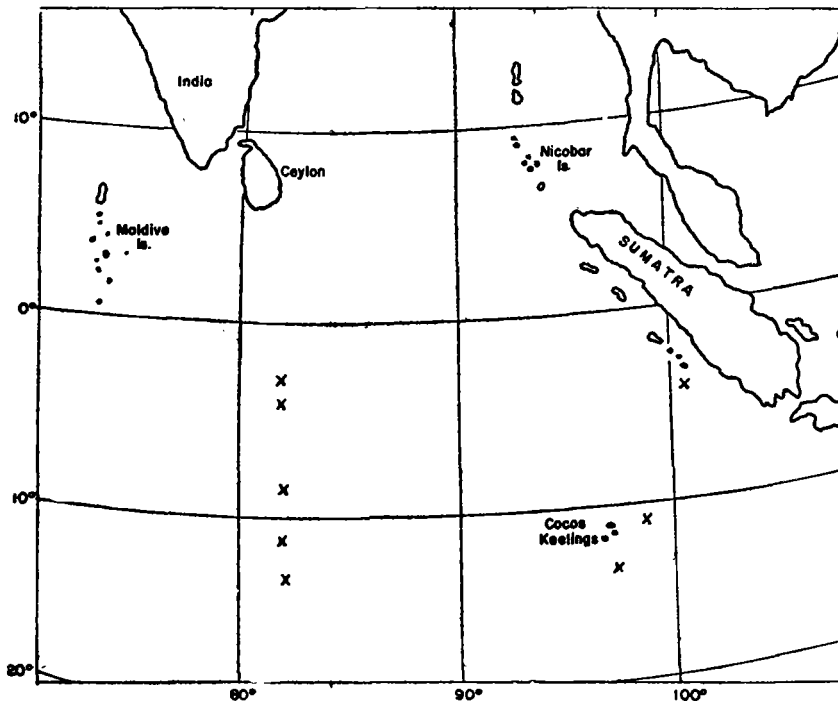 India
10°
Ceylon
Nicobar
Is.
Maldive
Is.
SUMATRA
0°
10°
Cocos
Keelings
20°
80°
90°
100°